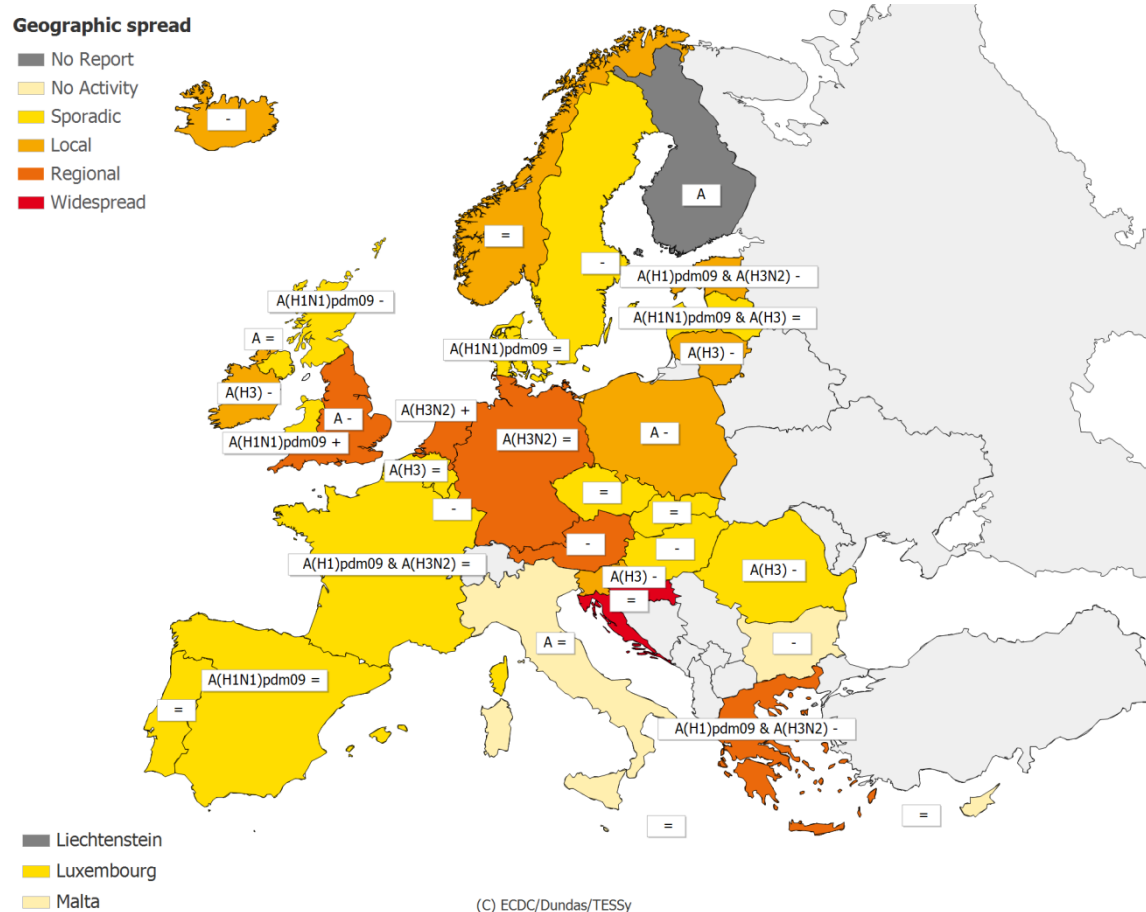 Geographic spread
No Report
No Activity
Sporadic
Local
Regional
Widespread
-
A
=
-
A(H1)pdm09 & A(H3N2) -
A(H1N1)pdm09 -
A(H1N1)pdm09 & A(H3) =
A =
A(H1N1)pdm09 =
A(H3) -
A(H3) -
A(H3N2) +
A -
A(H3N2) =
A -
A(H1N1)pdm09 +
A(H3) =
=
-
=
-
-
A(H1)pdm09 & A(H3N2) =
A(H3) -
A(H3) -
=
A =
-
A(H1N1)pdm09 =
=
A(H1)pdm09 & A(H3N2) -
=
=
Liechtenstein
Luxembourg
Malta
(C) ECDC/Dundas/TESSy